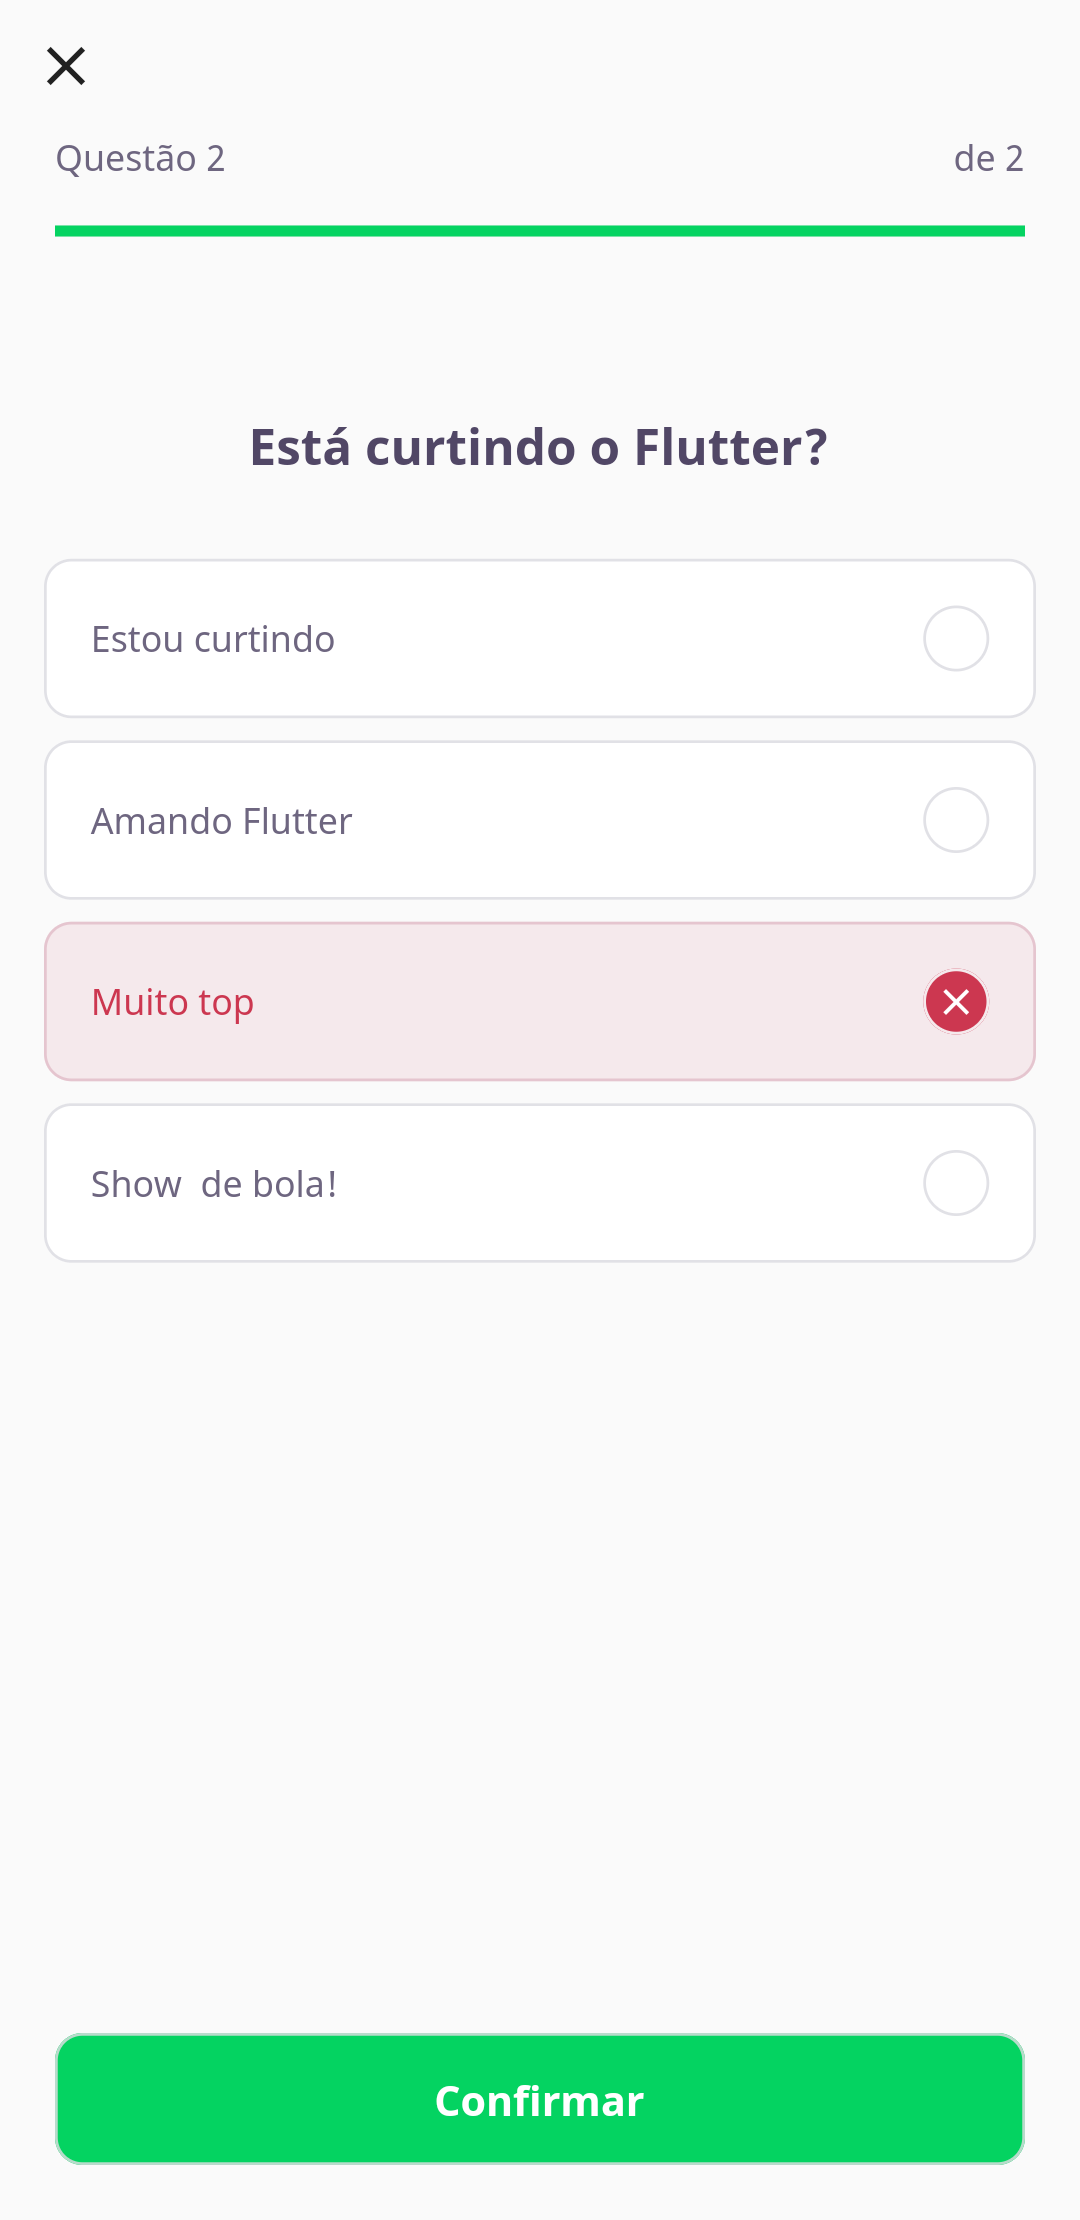 Questão 2 de 2
Está curtindo o Flutter?
Estou curtindo
Amando Flutter
Muito top
Show  de bola!
Confirmar